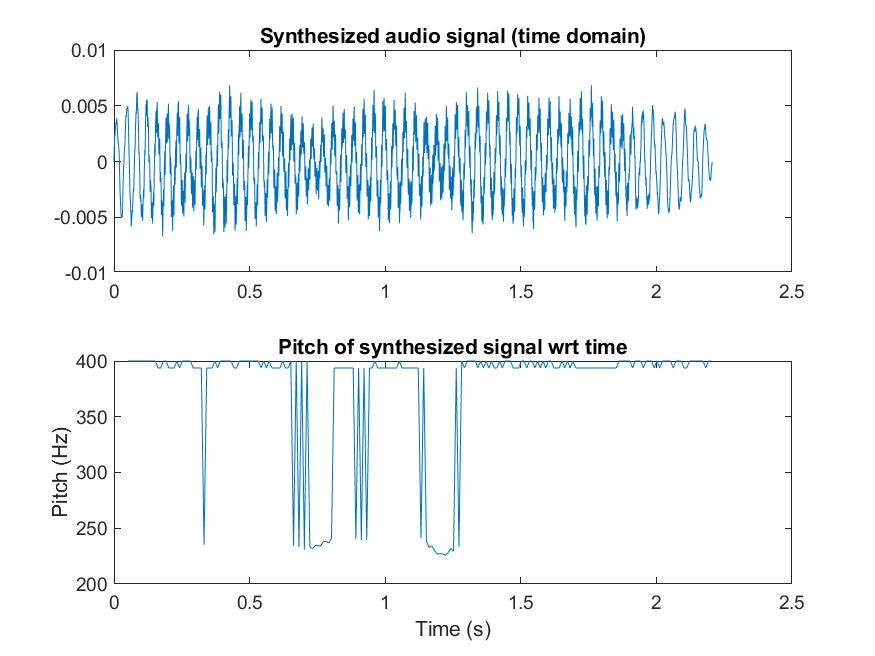 Synthesized audio signal (time domain)
0.01
0.005
0
-0.005
-0.01
0 0.5 1 1.5 2 2.5
Pitch of synthesized signal wrt time
400
350
300
250
200
Pitch (Hz)
0 0.5 1 1.5 2 2.5
Time (s)